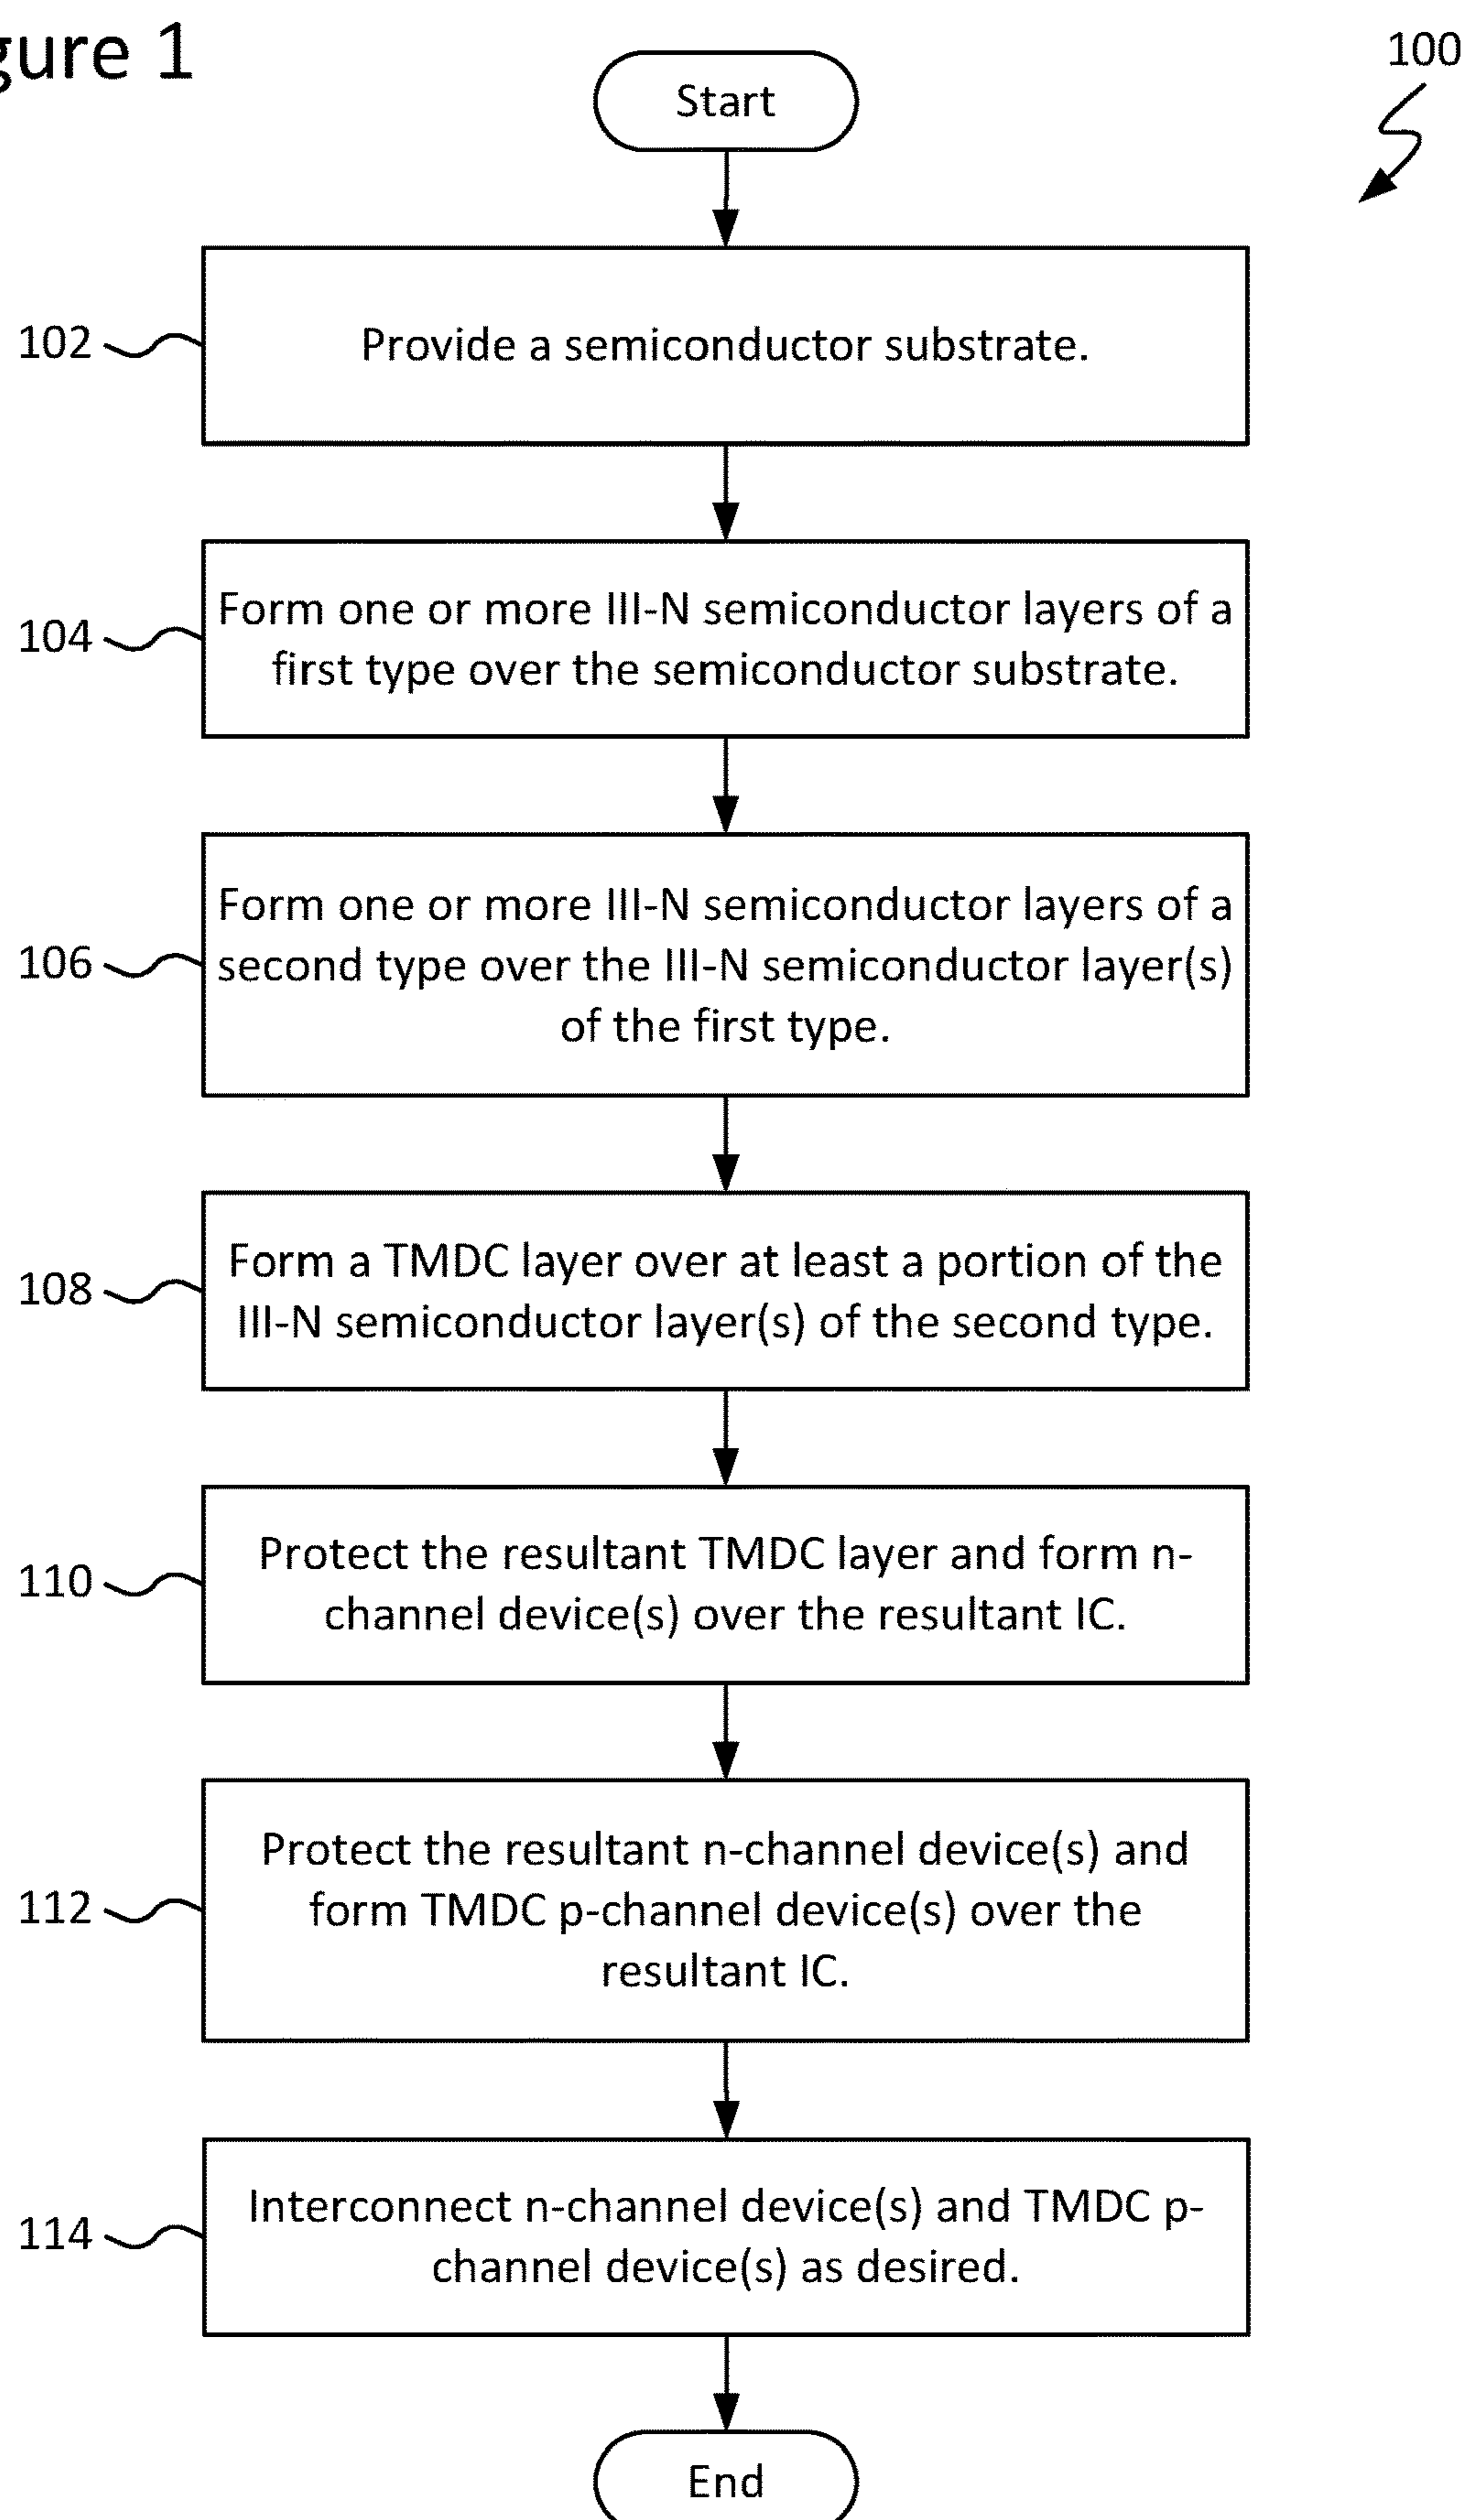 gure 1
100
Start
102
Provide a semiconductor substrate.
104
Form one or more III-N semiconductor layers of a
first type over the semiconductor substrate.
106
Form one or more III-N semiconductor layers of a
second type over the III-N semiconductor layer(s)
of the first type.
108
Form a TMDC layer over at least a portion of the
III-N semiconductor layer(s) of the second type.
110
Protect the resultant TMDC layer and form n-
channel device(s) over the resultant IC.
112
Protect the resultant n-channel device(s) and
form TMDC p-channel device(s) over the
resultant IC.
114
Interconnect n-channel device(s) and TMDC p-
channel device(s) as desired.
End